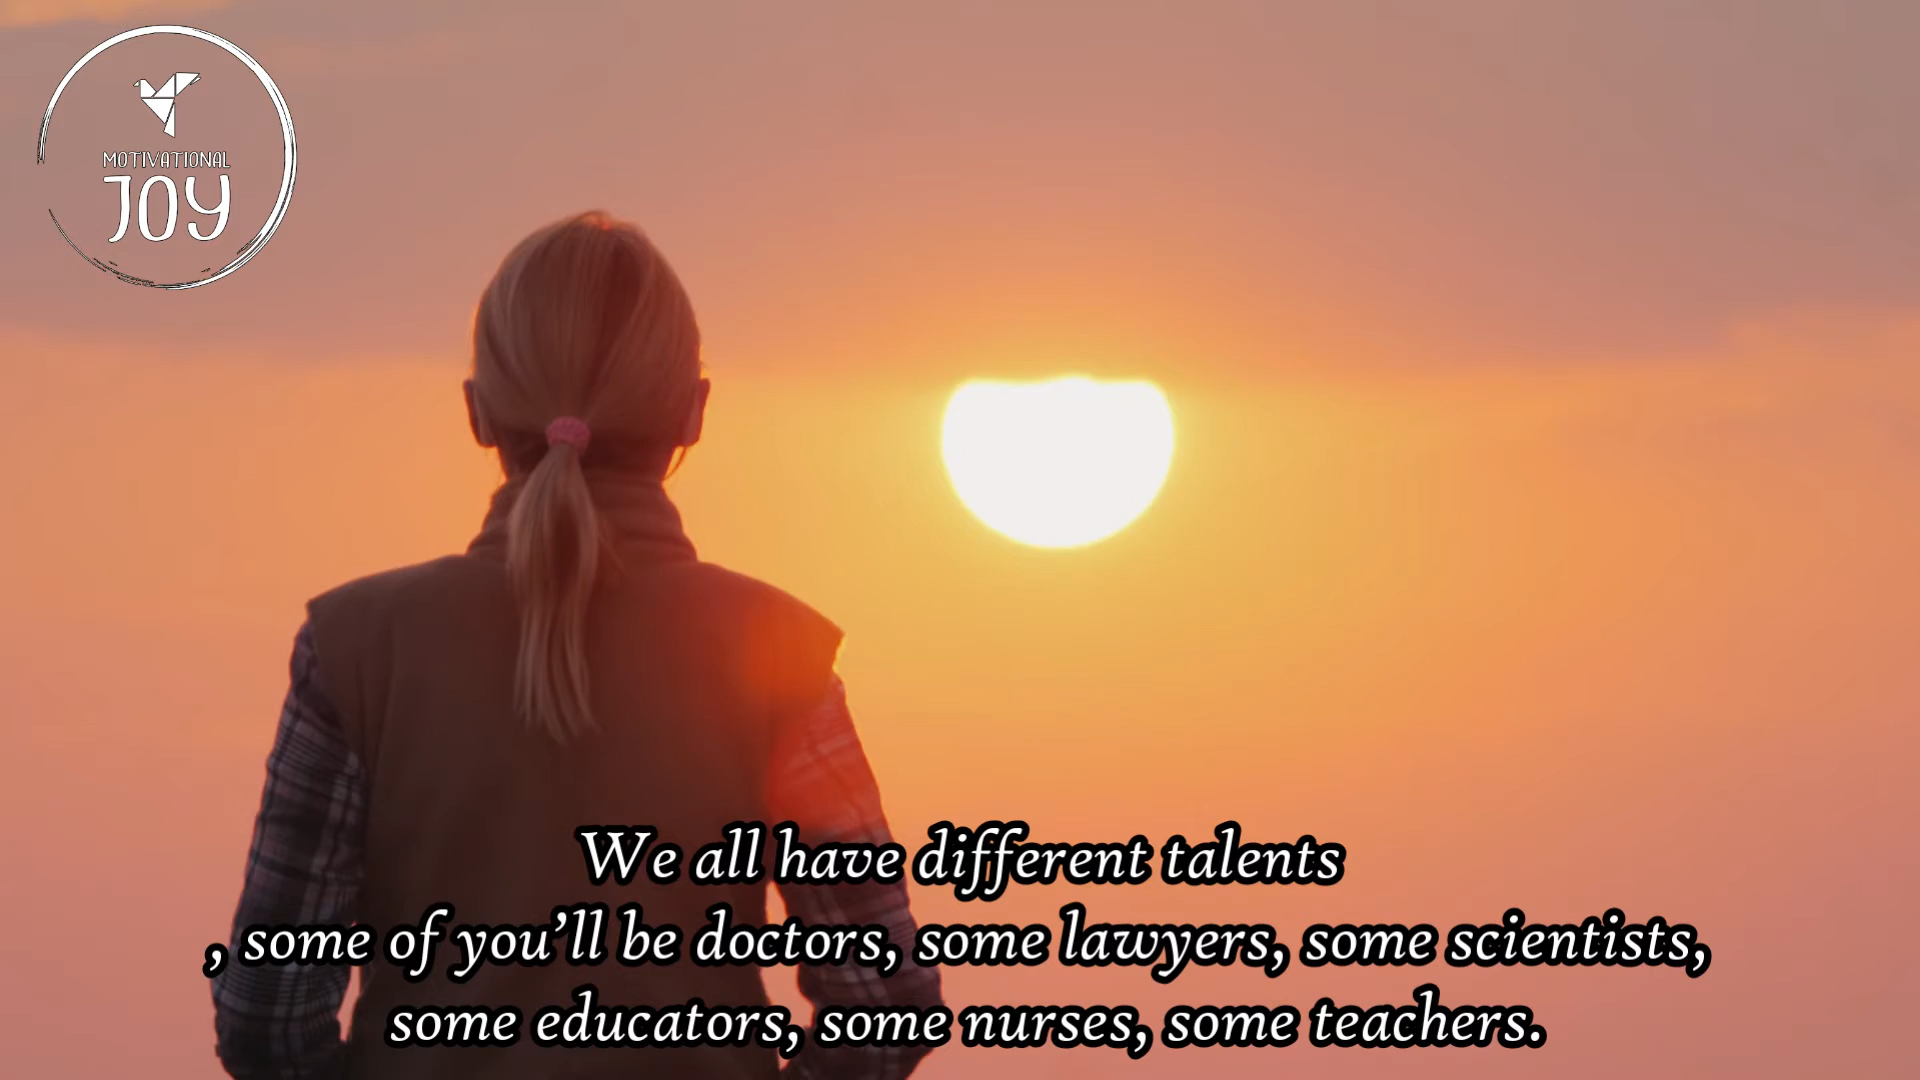 MOTIVATIONAL
JOY
We all have different talents
, some of you’ll be doctors, some lawyers, some scientists,
some educators, some nurses, some teachers.